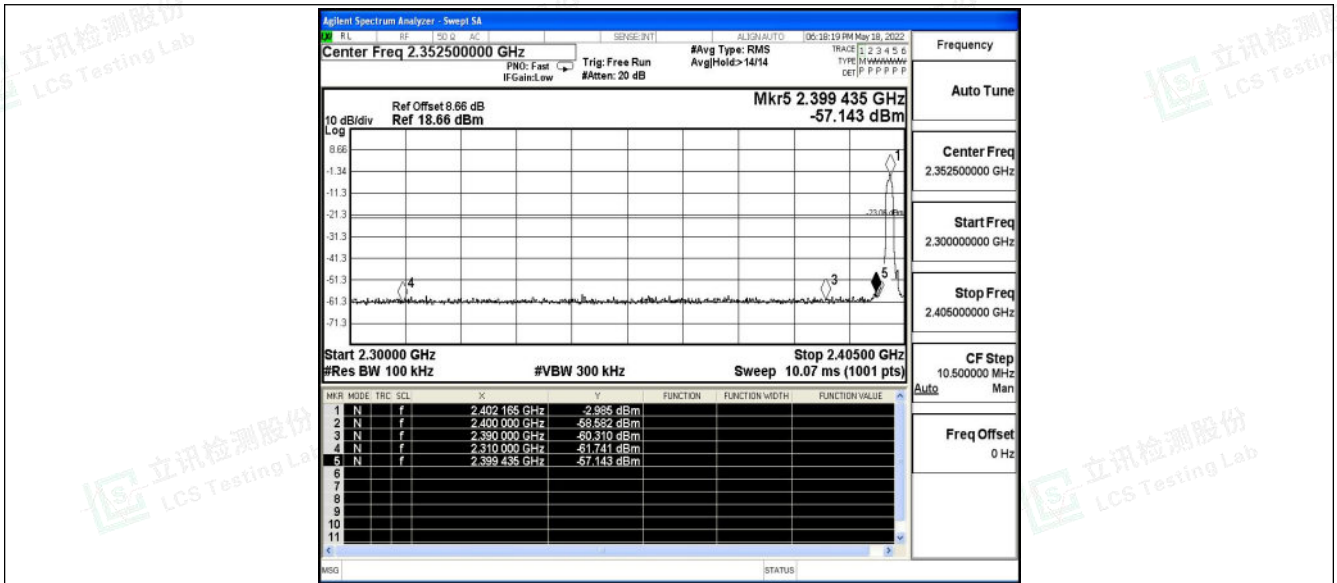 Agilent Spectrum Analyzer - Swept SA
RL RF 50 Ω AC SENSE:INT ALIGNAUTO 06:18:19 PM May 18, 2022
Center Freq 2.352500000 GHz
PNO: Fast
IFGain:Low
Trig: Free Run
#Atten: 20 dB
#Avg Type: RMS
Avg|Hold:> 14/14
TRACE 1 2 3 4 5 6
TYPE M
DET P P P P P P
Ref Offset 8.66 dB
10 dB/div Ref 18.66 dBm
Log
Mkr5 2.399 435 GHz
-57.143 dBm
8.66
-1.34
-11.3
-21.3
-31.3
-41.3
-51.3
-61.3
-71.3
1
-23.06 dBm
5
3
4
Start 2.30000 GHz Stop 2.40500 GHz
#Res BW 100 kHz #VBW 300 kHz Sweep 10.07 ms (1001 pts)
MKR MODE TRC SCL X Y FUNCTION FUNCTION WIDTH FUNCTION VALUE
1 N f 2.402 165 GHz -2.985 dBm
2 N f 2.400 000 GHz -58.582 dBm
3 N f 2.390 000 GHz -60.310 dBm
4 N f 2.310 000 GHz -61.741 dBm
5 N f 2.399 435 GHz -57.143 dBm
6
7
8
9
10
11
MSG STATUS
Frequency
Auto Tune
Center Freq
2.352500000 GHz
Start Freq
2.300000000 GHz
Stop Freq
2.405000000 GHz
CF Step
10.500000 MHz
Auto Man
Freq Offset
0 Hz
立讯检测股份
LCS Testing Lab
立讯检测股份
LCS Testing Lab
立讯检测股份
LCS Testing Lab